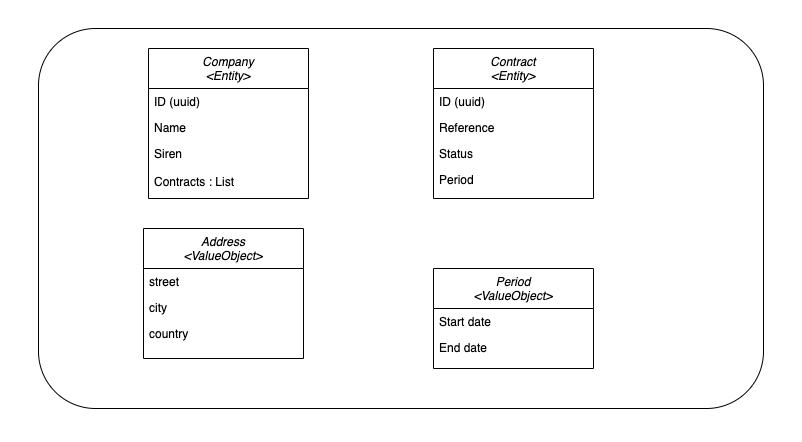 Company
<Entity>
ID (uuid)
Name
Siren
Contracts : List
Contract
<Entity>
ID (uuid)
Reference
Status
Period
Address
<ValueObject>
street
city
country
Period
<ValueObject>
Start date
End date